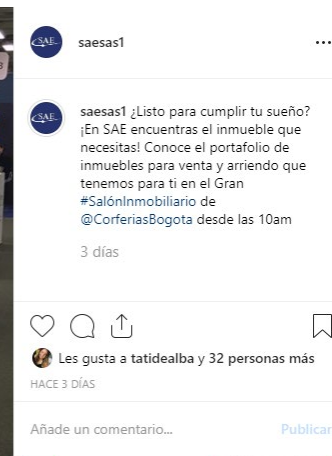 SAE
saesas1
SAE
saesas1 ¿Listo para cumplir tu sueño?
¡En SAE encuentras el inmueble que
necesitas! Conoce el portafolio de
inmuebles para venta y arriendo que
tenemos para ti en el Gran
#SalónInmobiliario de
@CorferiasBogota desde las 10am
3 días
Les gusta a tatidealba y 32 personas más
HACE 3 DÍAS
Añade un comentario...
Publicar